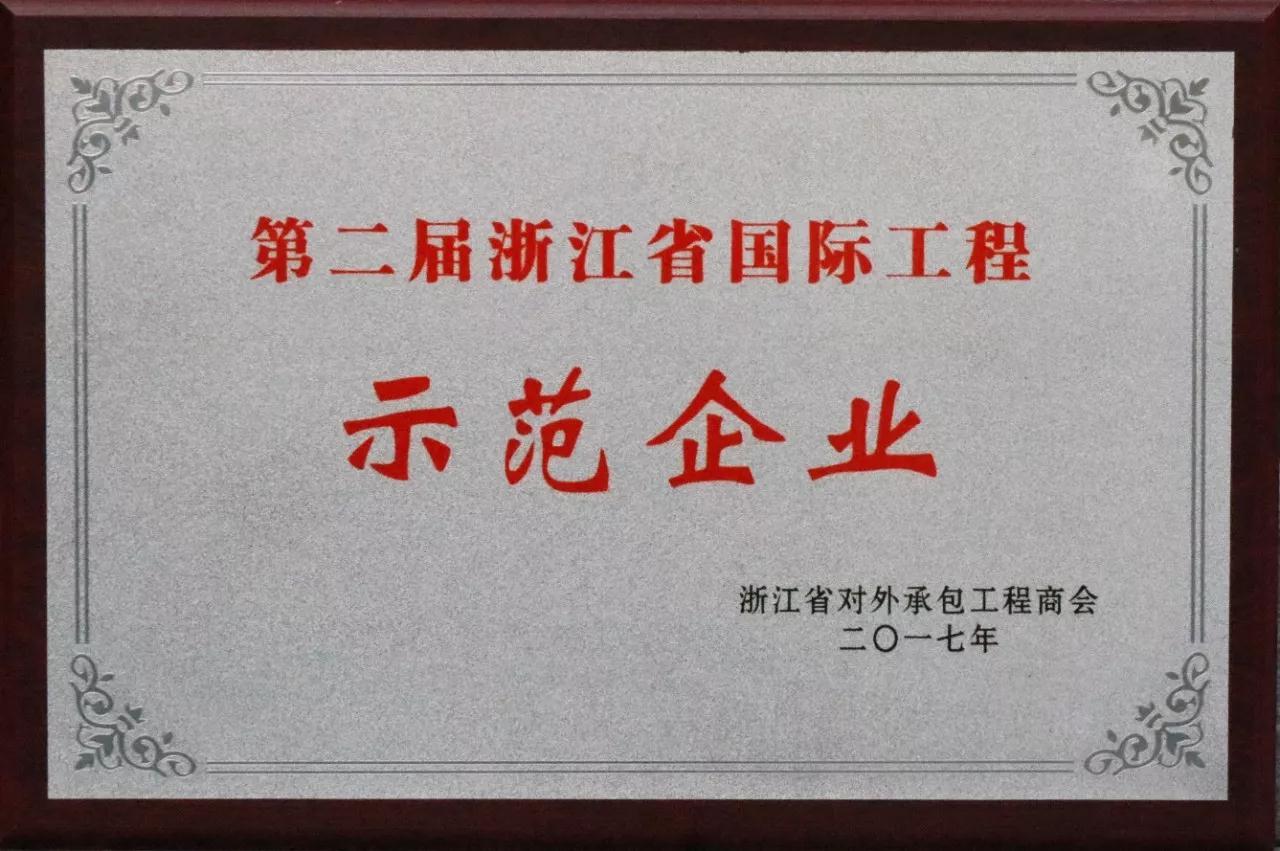 第二届浙江省国际工程
示范企业
浙江省对外承包工程商会
二〇一七年